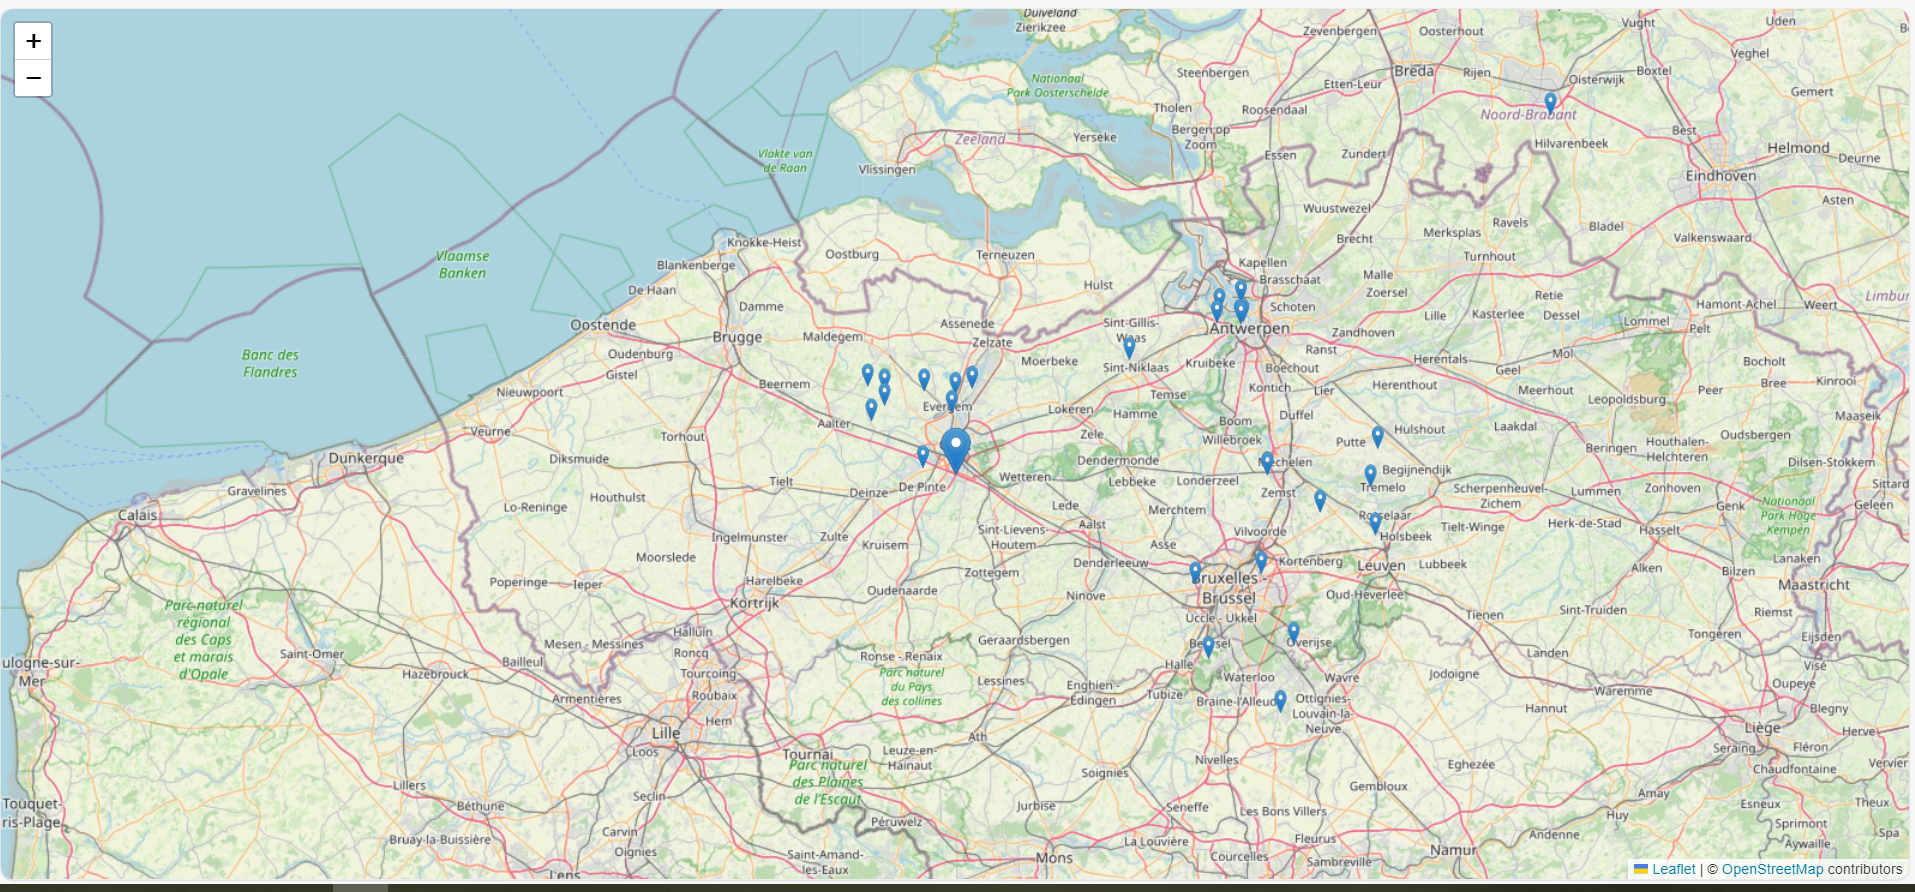 +
−
Duiveland
Zierikzee
Zevenbergen
Oosterhout
Vught
Uden
Veghel
Steenbergen
Nationaal
Park Oosterschelde
Etten-Leur
Breda
Rijen
Oisterwijk
Boxtel
Gemert
Tholen
Roosendaal
Noord-Brabant
Zeeland
Yerseke
Bergen op
Zoom
Best
Helmond
Deurne
Vlakte van
de Raan
Vlissingen
Essen
Zundert
Hilvarenbeek
Eindhoven
Asten
Wuustwezel
Ravels
Bladel
Merksplas
Valkenswaard
Knokke-Heist
Oostburg
Terneuzen
Brecht
Turnhout
Vlaamse
Banken
Blankenberge
Kapellen
Brasschaat
Malle
Zoersel
Hulst
De Haan
Damme
Retie
Hamont-Achel
Weert
Limbur
Schoten
Lille
Kasterlee
Dessel
Lommel
Pelt
Oostende
Brugge
Maldegem
Assenede
Zelzate
Sint-Gillis-
Waas
Antwerpen
Zandhoven
Banc des
Flandres
Oudenburg
Gistel
Moerbeke
Sint-Niklaas
Kruibeke
Ranst
Boechout
Herentals
Geel
Mol
Bocholt
Bree
Kinrooi
Nieuwpoort
Beernem
Evergem
Lokeren
Temse
Hamme
Kontich
Lier
Herenthout
Meerhout
Leopoldsburg
Peer
Maaseik
Veurne
Torhout
Aalter
Zele
Boom
Willebroek
Duffel
Putte
Hulshout
Laakdal
Beringen
Houthalen-
Helchteren
Oudsbergen
Dunkerque
Diksmuide
Tielt
Deinze
De Pinte
Wetteren
Dendermonde
Lebbeke
Londerzeel
Mechelen
Zemst
Begijnendijk
Tremelo
Scherpenheuvel-
Zichem
Lummen
Zonhoven
Dilsen-Stokkem
Sittard
Gravelines
Calais
Houthulst
Lo-Reninge
Lede
Merchtem
Rotselaar
Genk
Nationaal
Park Hoge
Kempen
Geleen
Ingelmunster
Zulte
Kruisem
Sint-Lievens-
Houtem
Aalst
Asse
Vilvoorde
Holsbeek
Tielt-Winge
Herk-de-Stad
Hasselt
Moorslede
Zottegem
Denderleeuw
Kortenberg
Leuven
Lubbeek
Alken
Bilzen
Lanaken
Maastricht
Poperinge
Ieper
Harelbeke
Kortrijk
Oudenaarde
Ninove
Bruxelles -
Brussel
Oud-Heverlee
Tienen
Sint-Truiden
Riemst
Parc naturel
régional
des Caps
et marais
d'Opale
Mesen - Messines
Halluin
Geraardsbergen
Uccle - Ukkel
Beersel
Overijse
Tongeren
Eijsden
Saint-Omer
Bailleul
Roncq
Tourcoing
Ronse - Renaix
Parc naturel
du Pays
des collines
Lessines
Halle
Waterloo
Wavre
Landen
Visé
ulogne-sur-
Mer
Hazebrouck
Armentières
Roubaix
Enghien -
Edingen
Tubize
Braine-l'Alleud
Ottignies-
Louvain-la-
Neuve
Jodoigne
Waremme
Oupeye
Hannut
Blegny
Hem
Lille
Loos
Tournai
Parc naturel
des Plaines
de l'Escaut
Leuze-en-
Hainaut
Ath
Soignies
Nivelles
Eghezée
Liège
Seraing
Fléron
Herve
Chaudfontaine
Vervier
Lillers
Béthune
Seclin
Gembloux
Amay
Touquet-
ris-Plage
Bruay-la-Buissière
Carvin
Oignies
Péruwelz
Jurbise
Seneffe
Les Bons Villers
Huy
Esneux
Theux
Sprimont
Spa
Lens
Saint-Amand-
les-Eaux
Mons
La Louvière
Courcelles
Fleurus
Sambreville
Namur
Andenne
Aywaille
Leaflet | © OpenStreetMap contributors